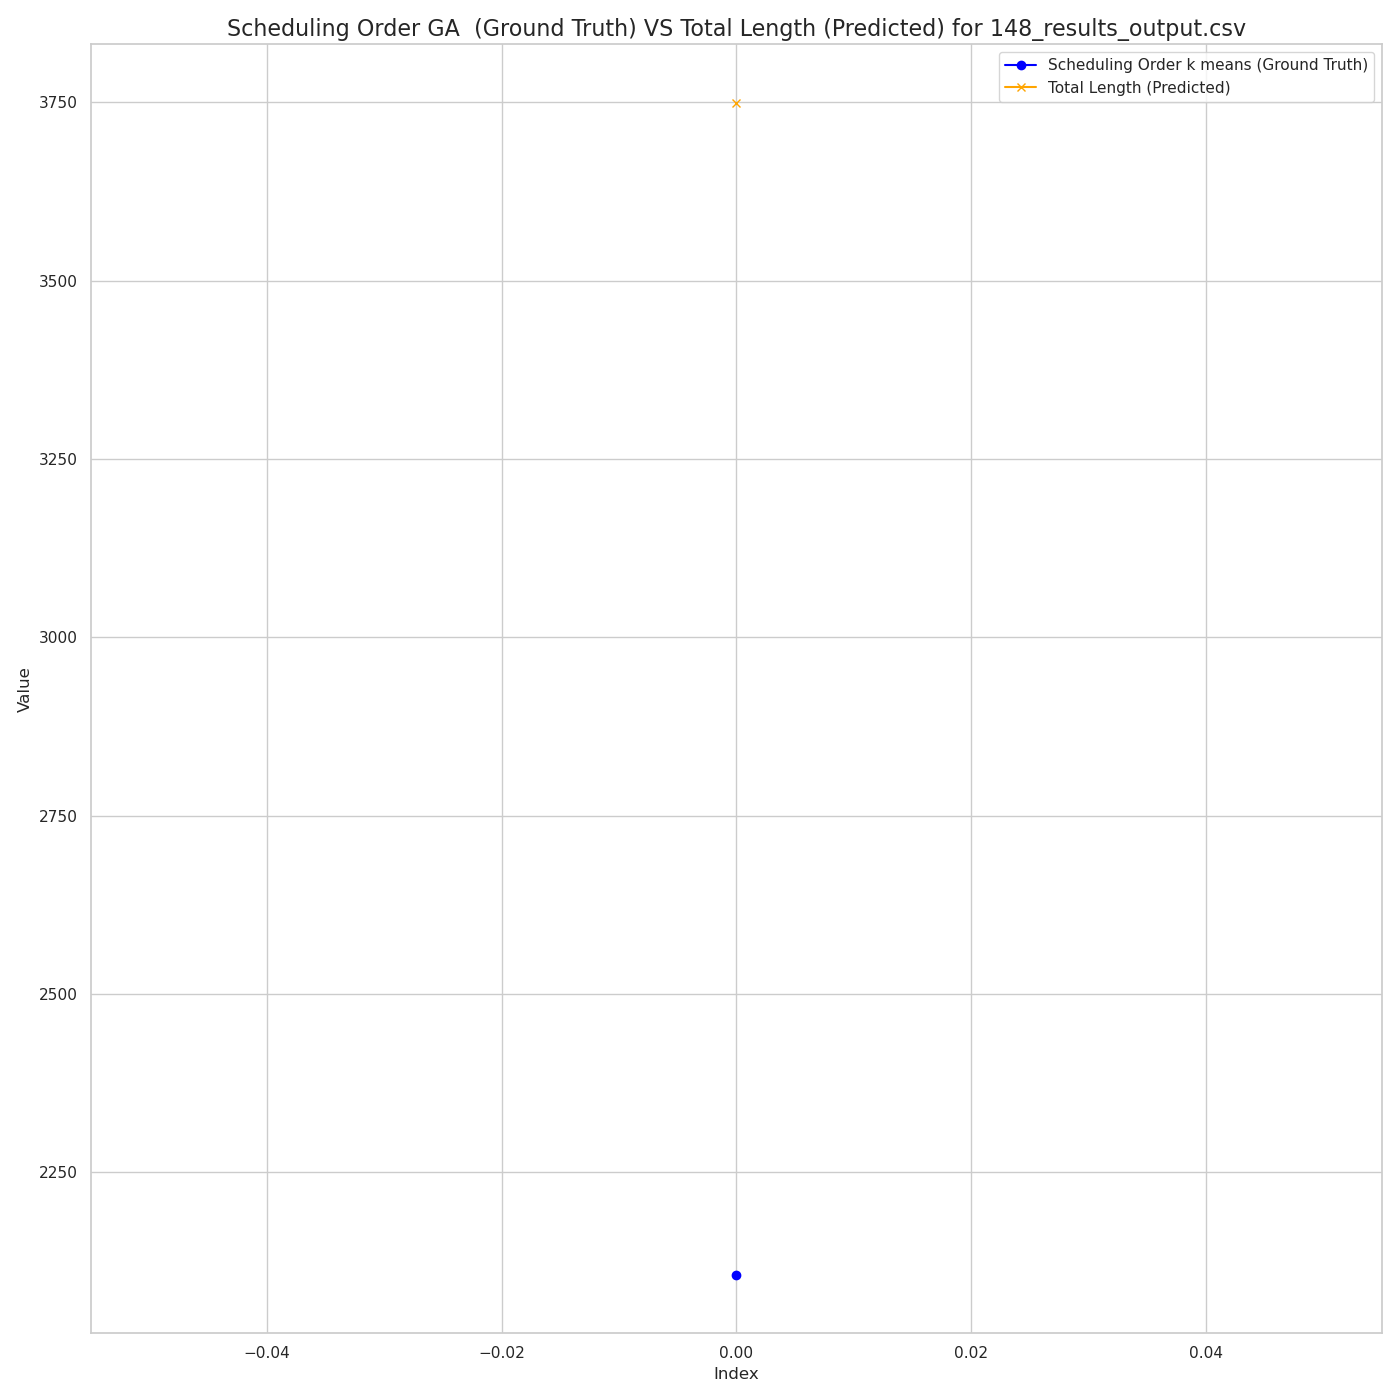 Scheduling Order GA  (Ground Truth) VS Total Length (Predicted) for 148_results_output.csv
Scheduling Order k means (Ground Truth)
Total Length (Predicted)
3750
3500
3250
3000
2750
2500
2250
Value
−0.04
−0.02
0.00
0.02
0.04
Index